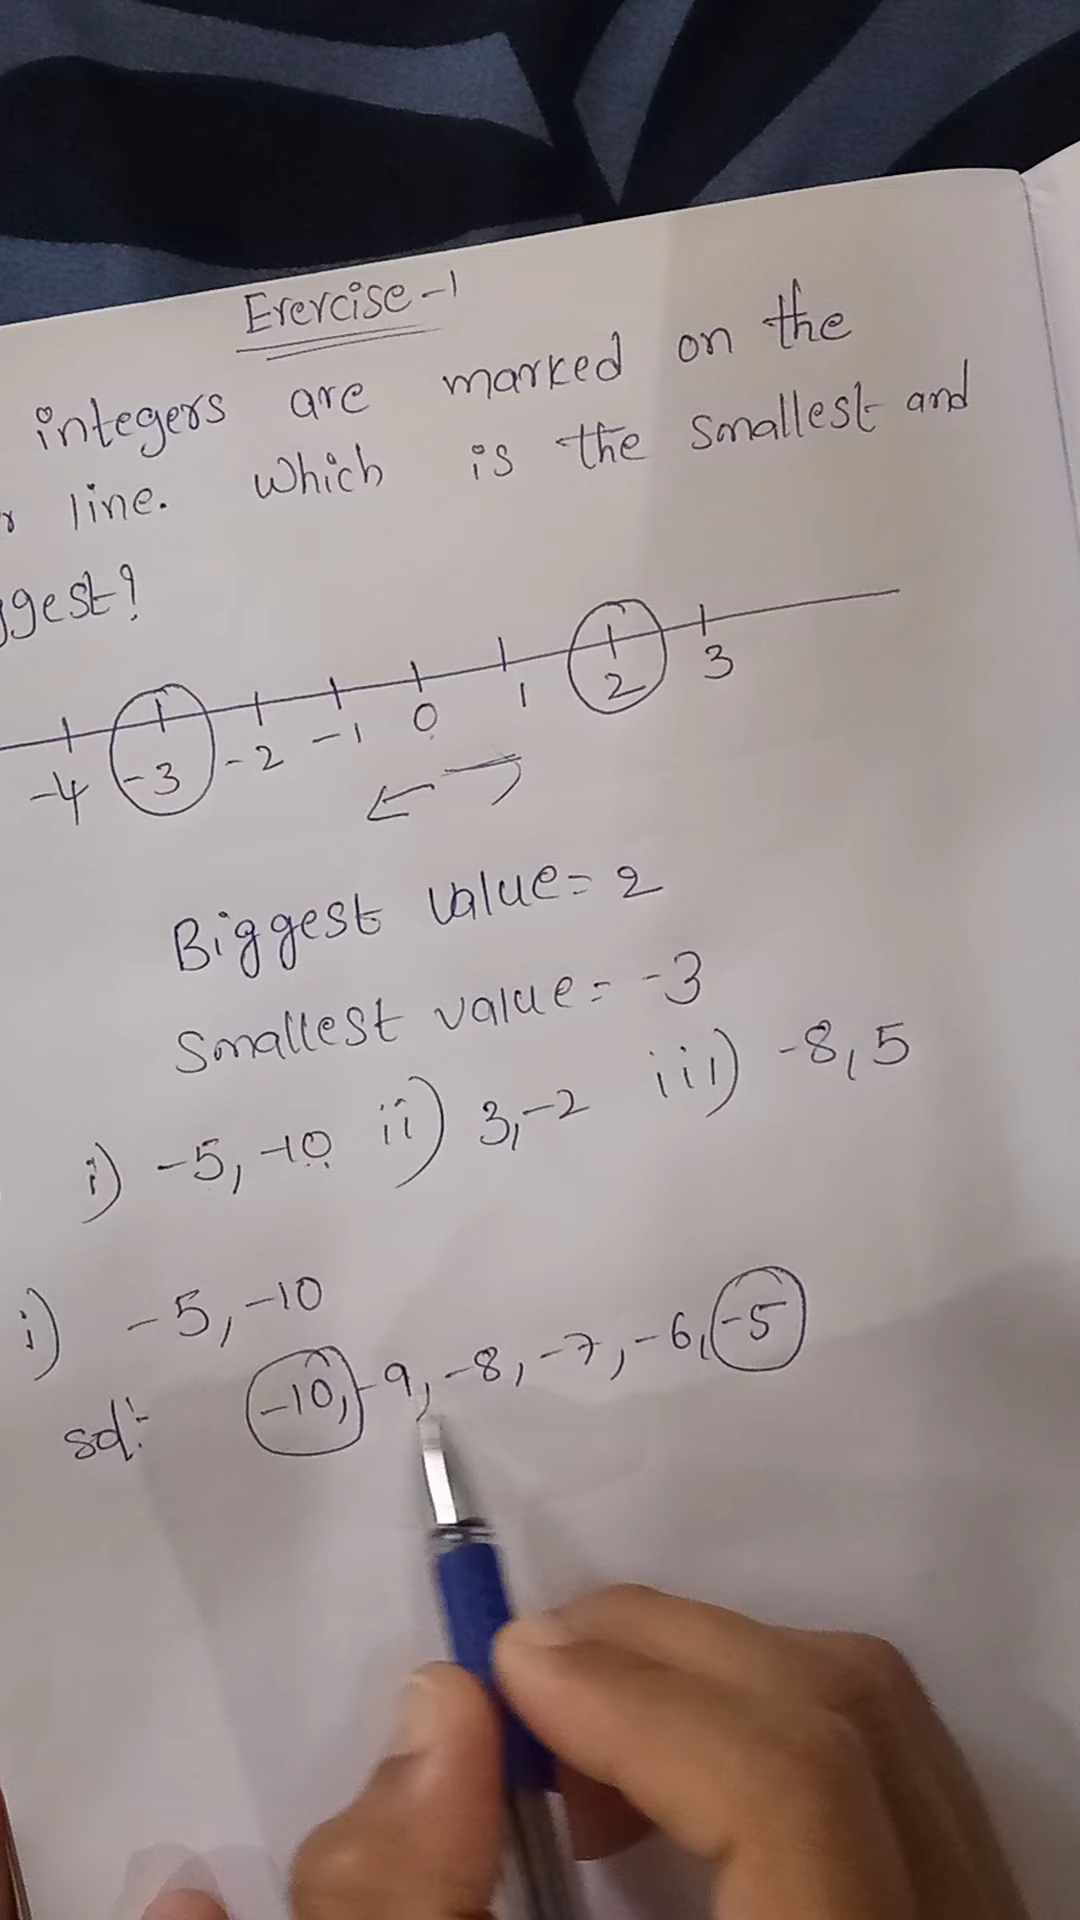 Exercise-1
integers are marked on the
line. Which is the smallest and
ggest?
-4 -3 -2 -1 0 1 2 3
Biggest value = 2
Smallest value = -3
i) -5, -10 ii) 3, -2 iii) -8, 5
i) -5, -10
sol:- -10, -9, -8, -7, -6, -5